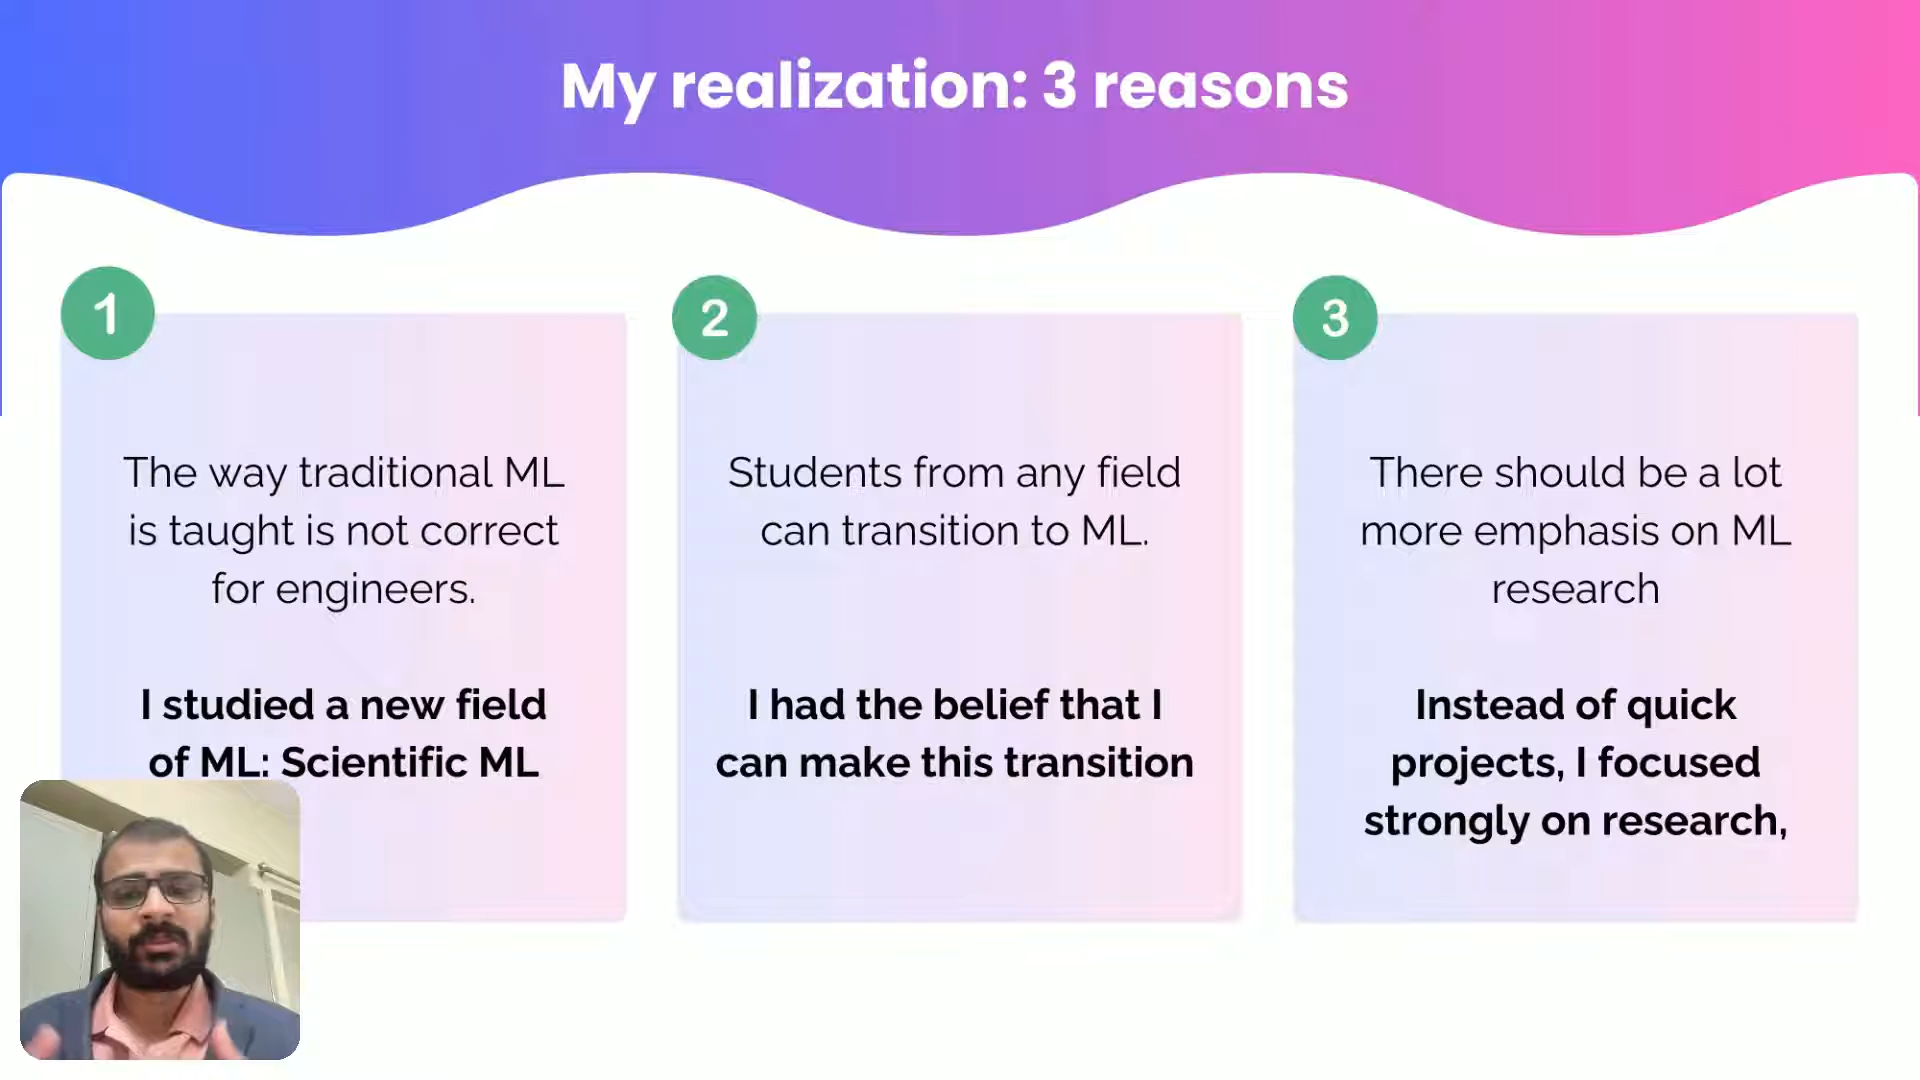 My realization: 3 reasons
1
The way traditional ML
is taught is not correct
for engineers.
I studied a new field
of ML: Scientific ML
2
Students from any field
can transition to ML.
I had the belief that I
can make this transition
3
There should be a lot
more emphasis on ML
research
Instead of quick
projects, I focused
strongly on research,